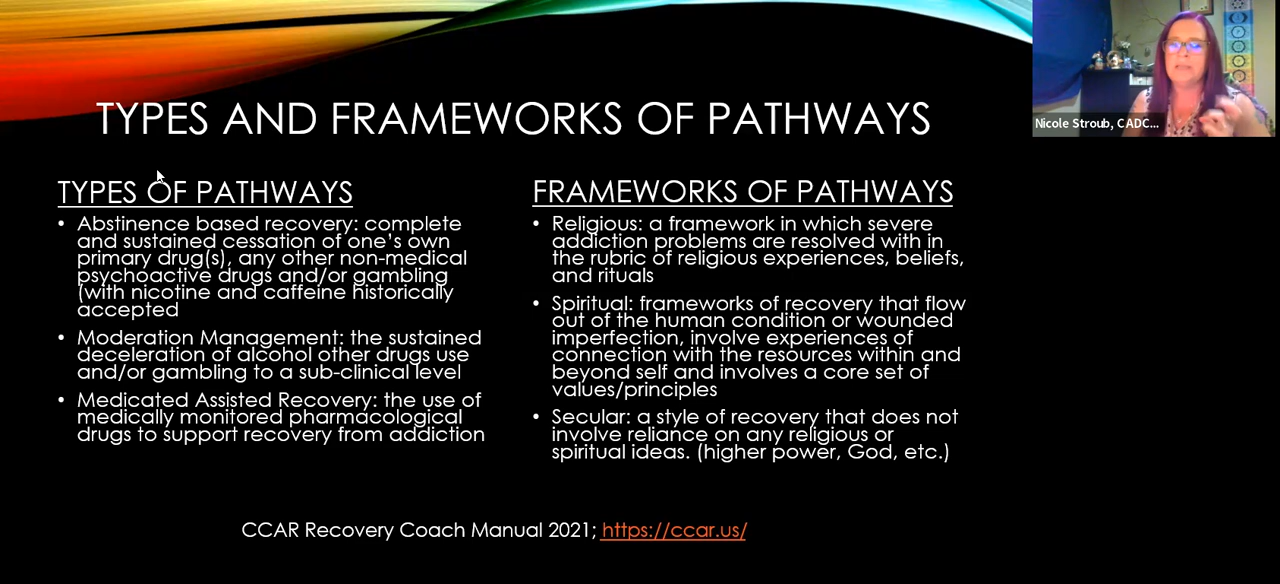 Nicole Stroub, CADC...
TYPES AND FRAMEWORKS OF PATHWAYS
TYPES OF PATHWAYS
• Abstinence based recovery: complete
and sustained cessation of one's own
primary drug(s), any other non-medical
psychoactive drugs and/or gambling
(with nicotine and caffeine historically
accepted
• Moderation Management: the sustained
deceleration of alcohol other drugs use
and/or gambling to a sub-clinical level
• Medicated Assisted Recovery: the use of
medically monitored pharmacological
drugs to support recovery from addiction
FRAMEWORKS OF PATHWAYS
• Religious: a framework in which severe
addiction problems are resolved with in
the rubric of religious experiences, beliefs,
and rituals
• Spiritual: frameworks of recovery that flow
out of the human condition or wounded
imperfection, involve experiences of
connection with the resources within and
beyond self and involves a core set of
values/principles
• Secular: a style of recovery that does not
involve reliance on any religious or
spiritual ideas. (higher power, God, etc.)
CCAR Recovery Coach Manual 2021; https://ccar.us/